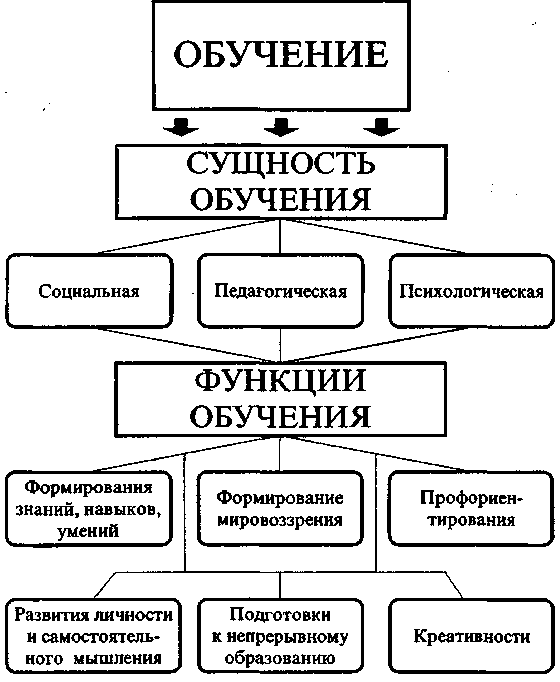 ОБУЧЕНИЕ
СУЩНОСТЬ
ОБУЧЕНИЯ
Социальная
Педагогическая
Психологическая
ФУНКЦИИ
ОБУЧЕНИЯ
Формирования
знаний, навыков,
умений
Формирование
мировоззрения
Профориен-
тирования
Развития личности
и самостоятель-
ного мышления
Подготовки
к непрерывному
образованию
Креативности